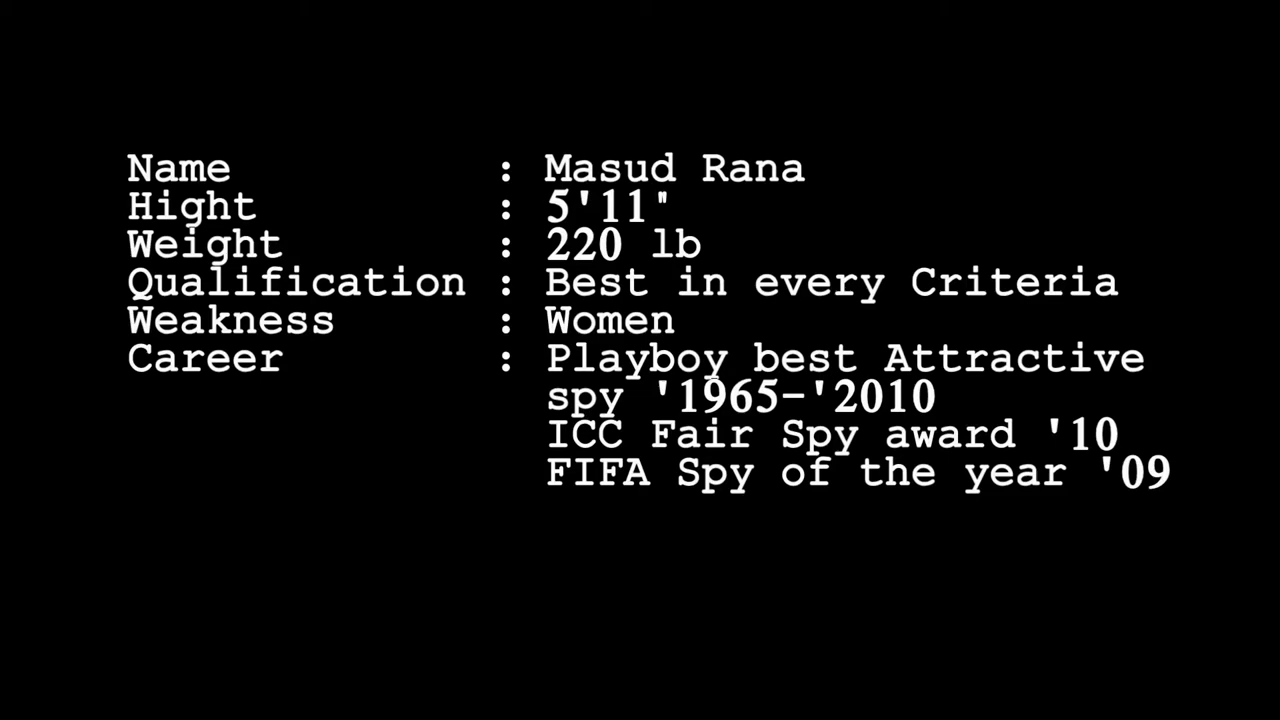 Name : Masud Rana
Hight : 5'11"
Weight : 220 lb
Qualification : Best in every Criteria
Weakness : Women
Career : Playboy best Attractive
spy '1965-'2010
ICC Fair Spy award '10
FIFA Spy of the year '09